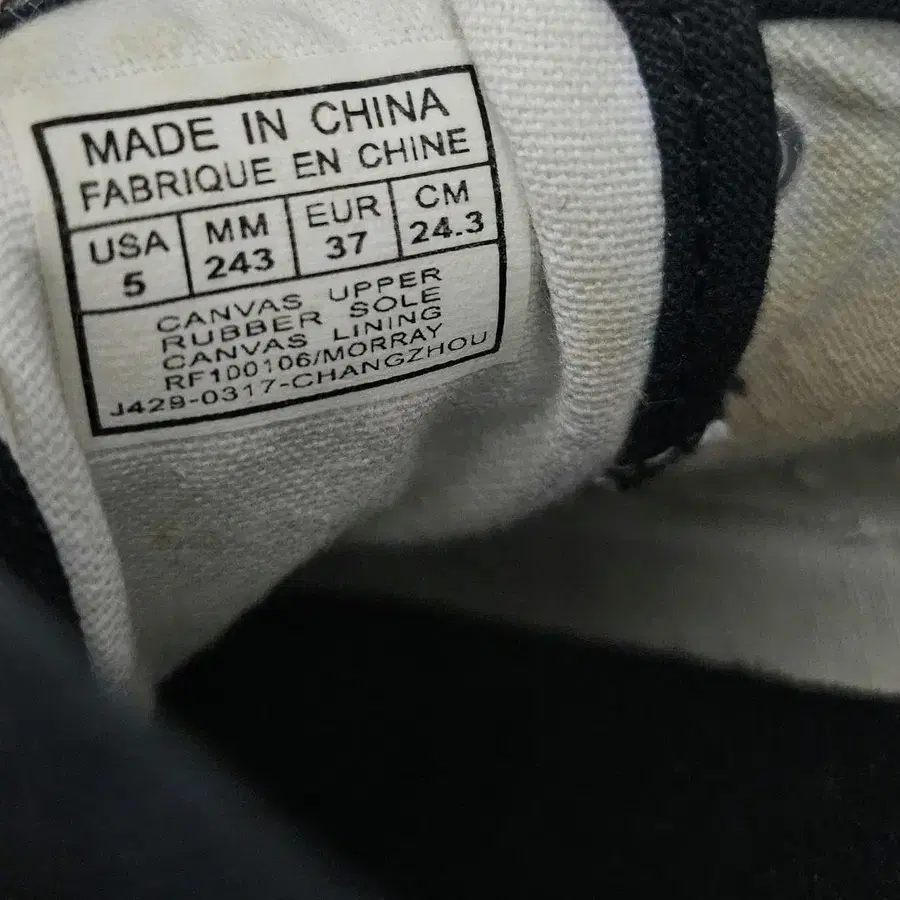 MADE IN CHINA
FABRIQUE EN CHINE
USA MM EUR CM
5 243 37 24.3
CANVAS UPPER
RUBBER SOLE
CANVAS LINING
RF100106/MORRAY
J429-0317-CHANGZHOU